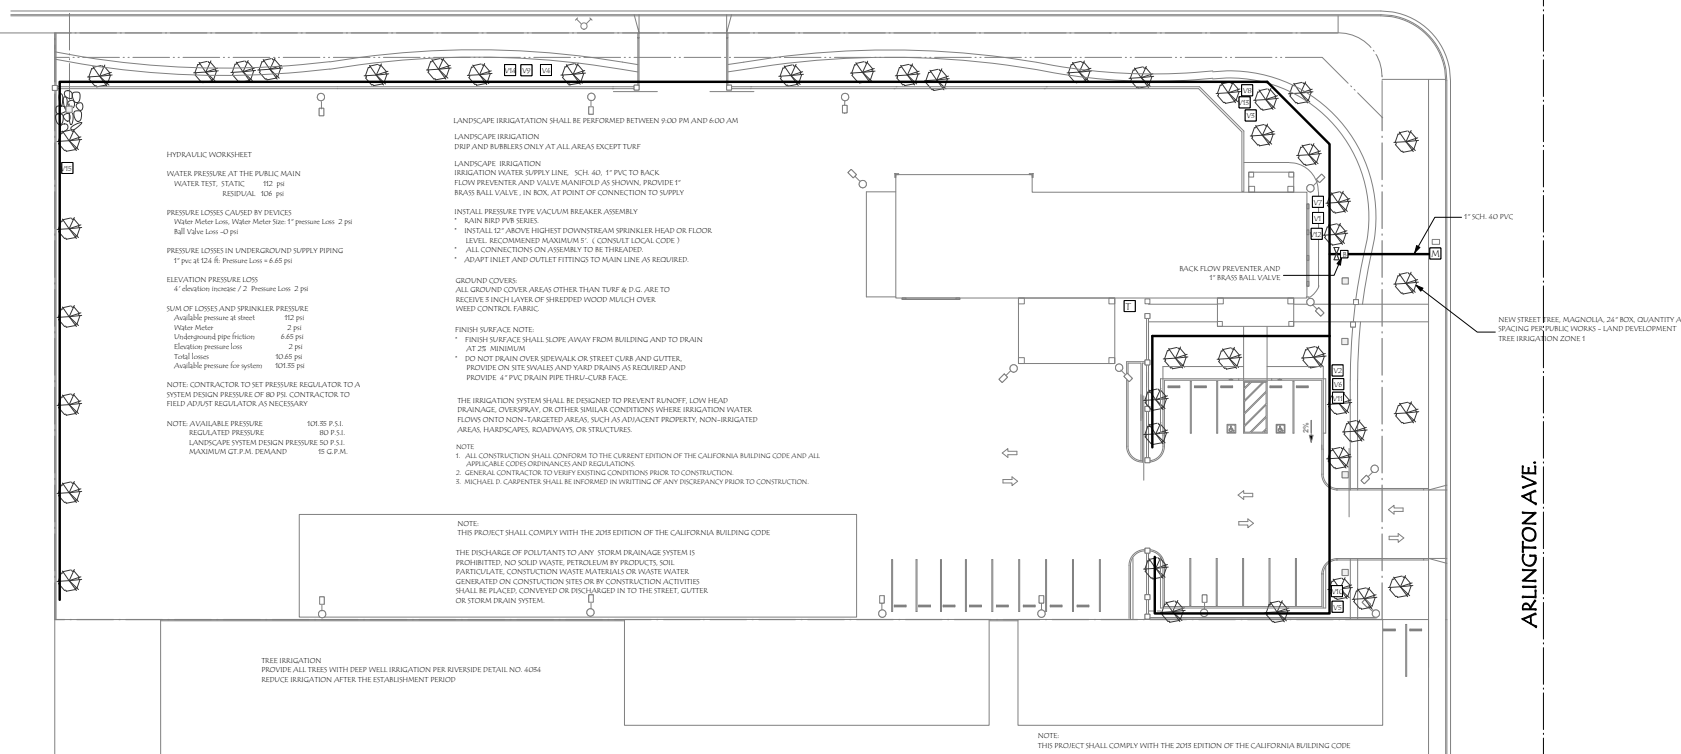 HYDRAULIC WORKSHEET
WATER PRESSURE AT THE PUBLIC MAIN
WATER TEST, STATIC 112 psi
RESIDUAL 106 psi
PRESSURE LOSSES CAUSED BY DEVICES
Water Meter Loss, Water Meter Size: 1" pressure Loss 2 psi
Ball Valve Loss -0 psi
PRESSURE LOSSES IN UNDERGROUND SUPPLY PIPING
1" pvc at 124 ft: Pressure Loss = 6.65 psi
ELEVATION PRESSURE LOSS
4' elevation increase / 2 Pressure Loss 2 psi
SUM OF LOSSES AND SPRINKLER PRESSURE
Available pressure at street 112 psi
Water Meter 2 psi
Underground pipe friction 6.65 psi
Elevation pressure loss 2 psi
Total losses 10.65 psi
Available pressure for system 101.35 psi
NOTE: CONTRACTOR TO SET PRESSURE REGULATOR TO A
SYSTEM DESIGN PRESSURE OF 80 PSI. CONTRACTOR TO
FIELD ADJUST REGULATOR AS NECESSARY
NOTE: AVAILABLE PRESSURE 101.35 P.S.I.
REGULATED PRESSURE 80 P.S.I.
LANDSCAPE SYSTEM DESIGN PRESSURE 50 P.S.I.
MAXIMUM GT.P.M. DEMAND 15 G.P.M.
LANDSCAPE IRRIGATATION SHALL BE PERFORMED BETWEEN 9:00 PM AND 6:00 AM
LANDSCAPE IRRIGATION
DRIP AND BUBBLERS ONLY AT ALL AREAS EXCEPT TURF
LANDSCAPE IRRIGATION
IRRIGATION WATER SUPPLY LINE, SCH. 40, 1" PVC TO BACK
FLOW PREVENTER AND VALVE MANIFOLD AS SHOWN, PROVIDE 1"
BRASS BALL VALVE , IN BOX, AT POINT OF CONNECTION TO SUPPLY
INSTALL PRESSURE TYPE VACUUM BREAKER ASSEMBLY
* RAIN BIRD PVB SERIES.
* INSTALL 12" ABOVE HIGHEST DOWNSTREAM SPRINKLER HEAD OR FLOOR
LEVEL. RECOMMENED MAXIMUM 5'. ( CONSULT LOCAL CODE )
* ALL CONNECTIONS ON ASSEMBLY TO BE THREADED.
* ADAPT INLET AND OUTLET FITTINGS TO MAIN LINE AS REQUIRED.
GROUND COVERS:
ALL GROUND COVER AREAS OTHER THAN TURF & D.G. ARE TO
RECEIVE 3 INCH LAYER OF SHREDDED WOOD MULCH OVER
WEED CONTROL FABRIC.
FINISH SURFACE NOTE:
* FINISH SURFACE SHALL SLOPE AWAY FROM BUILDING AND TO DRAIN
AT 2% MINIMUM
* DO NOT DRAIN OVER SIDEWALK OR STREET CURB AND GUTTER,
PROVIDE ON SITE SWALES AND YARD DRAINS AS REQUIRED AND
PROVIDE 4" PVC DRAIN PIPE THRU-CURB FACE.
THE IRRIGATION SYSTEM SHALL BE DESIGNED TO PREVENT RUNOFF, LOW HEAD
DRAINAGE, OVERSPRAY, OR OTHER SIMILAR CONDITIONS WHERE IRRIGATION WATER
FLOWS ONTO NON-TARGETED AREAS, SUCH AS ADJACENT PROPERTY, NON-IRRIGATED
AREAS, HARDSCAPES, ROADWAYS, OR STRUCTURES.
NOTE
1. ALL CONSTRUCTION SHALL CONFORM TO THE CURRENT EDITION OF THE CALIFORNIA BUILDING CODE AND ALL
APPLICABLE CODES ORDINANCES AND REGULATIONS.
2. GENERAL CONTRACTOR TO VERIFY EXISTING CONDITIONS PRIOR TO CONSTRUCTION.
3. MICHAEL D. CARPENTER SHALL BE INFORMED IN WRITTING OF ANY DISCREPANCY PRIOR TO CONSTRUCTION.
NOTE:
THIS PROJECT SHALL COMPLY WITH THE 2013 EDITION OF THE CALIFORNIA BUILDING CODE
THE DISCHARGE OF POLUTANTS TO ANY STORM DRAINAGE SYSTEM IS
PROHIBITED. NO SOLID WASTE, PETROLEUM BY PRODUCTS, SOIL
PARTICULATE, CONSTUCTION WASTE MATERIALS OR WASTE WATER
GENERATED ON CONSTUCTION SITES OR BY CONSTRUCTION ACTIVITIES
SHALL BE PLACED, CONVEYED OR DISCHARGED IN TO THE STREET, GUTTER
OR STORM DRAIN SYSTEM.
TREE IRRIGATION
PROVIDE ALL TREES WITH DEEP WELL IRRIGATION PER RIVERSIDE DETAIL NO. 4034
REDUCE IRRIGATION AFTER THE ESTABLISHMENT PERIOD
V14 V9 V4
V8
V13
V3
V15
V7
V1
V12
1" SCH. 40 PVC
M
BACK FLOW PREVENTER AND
1" BRASS BALL VALVE
T
NEW STREET TREE, MAGNOLIA, 24" BOX, QUANTITY A
SPACING PER PUBLIC WORKS - LAND DEVELOPMENT
TREE IRRIGATION ZONE 1
V2
V6
V11
2%
V10
V5
ARLINGTON AVE.
NOTE:
THIS PROJECT SHALL COMPLY WITH THE 2013 EDITION OF THE CALIFORNIA BUILDING CODE